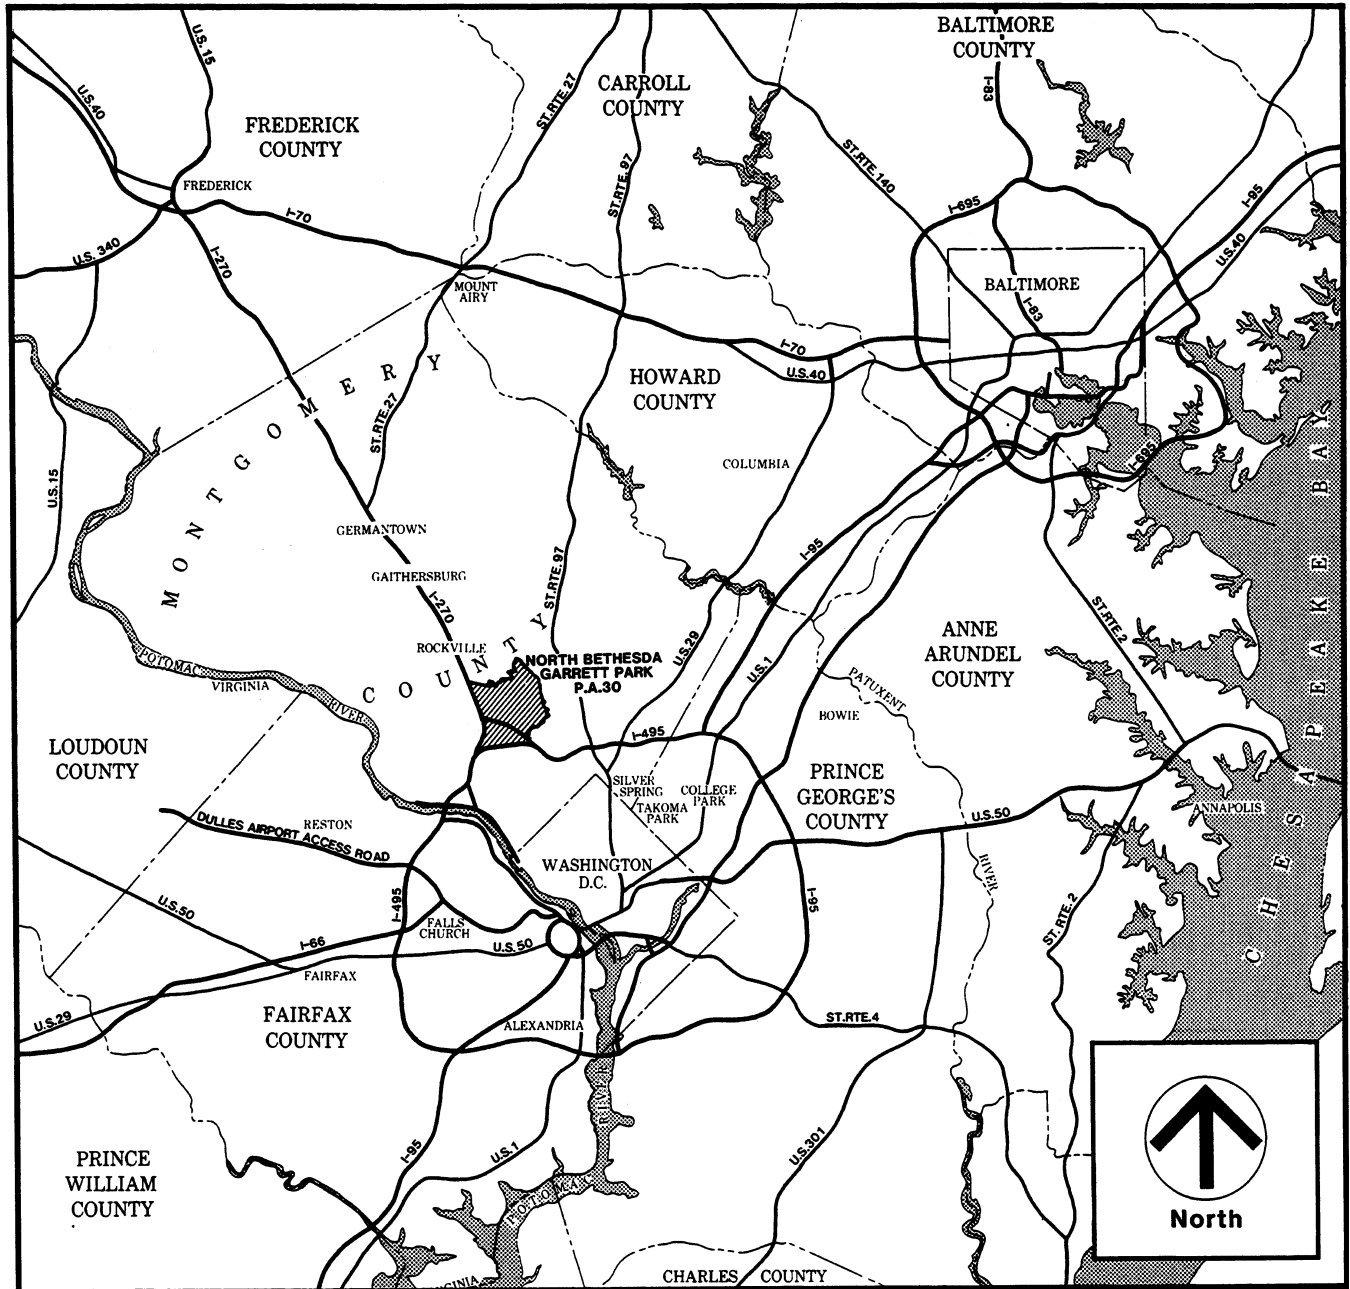 BALTIMORE
COUNTY
U.S. 15
I-83
CARROLL
COUNTY
ST.RTE.27
U.S.40
FREDERICK
COUNTY
ST.RTE.97
ST.RTE.140
FREDERICK
I-695
I-95
I-70
U.S.40
U.S. 340
I-270
MOUNT
AIRY
BALTIMORE
I-83
I-70
U.S.40
HOWARD
COUNTY
MONTGOMERY
ST.RTE.27
COLUMBIA
I-695
U.S.15
GERMANTOWN
I-95
GAITHERSBURG
ST.RTE.97
I-270
ST.RTE.2
ANNE
ARUNDEL
COUNTY
CHESAPEAKE BAY
ROCKVILLE
COUNTY
NORTH BETHESDA
GARRETT PARK
P.A.30
U.S.29
U.S.1
POTOMAC
VIRGINIA
RIVER
PATUXENT
BOWIE
I-495
LOUDOUN
COUNTY
SILVER
SPRING
TAKOMA
PARK
COLLEGE
PARK
PRINCE
GEORGE'S
COUNTY
ANNAPOLIS
U.S.50
RESTON
DULLES AIRPORT ACCESS ROAD
WASHINGTON
D.C.
RIVER
U.S.50
I-495
I-95
FALLS
CHURCH
I-66
U.S.50
ST. RTE. 2
FAIRFAX
U.S.29
FAIRFAX
COUNTY
ALEXANDRIA
ST.RTE.4
RIVER
I-95
U.S.1
U.S.301
PRINCE
WILLIAM
COUNTY
POTOMAC
North
CHARLES COUNTY